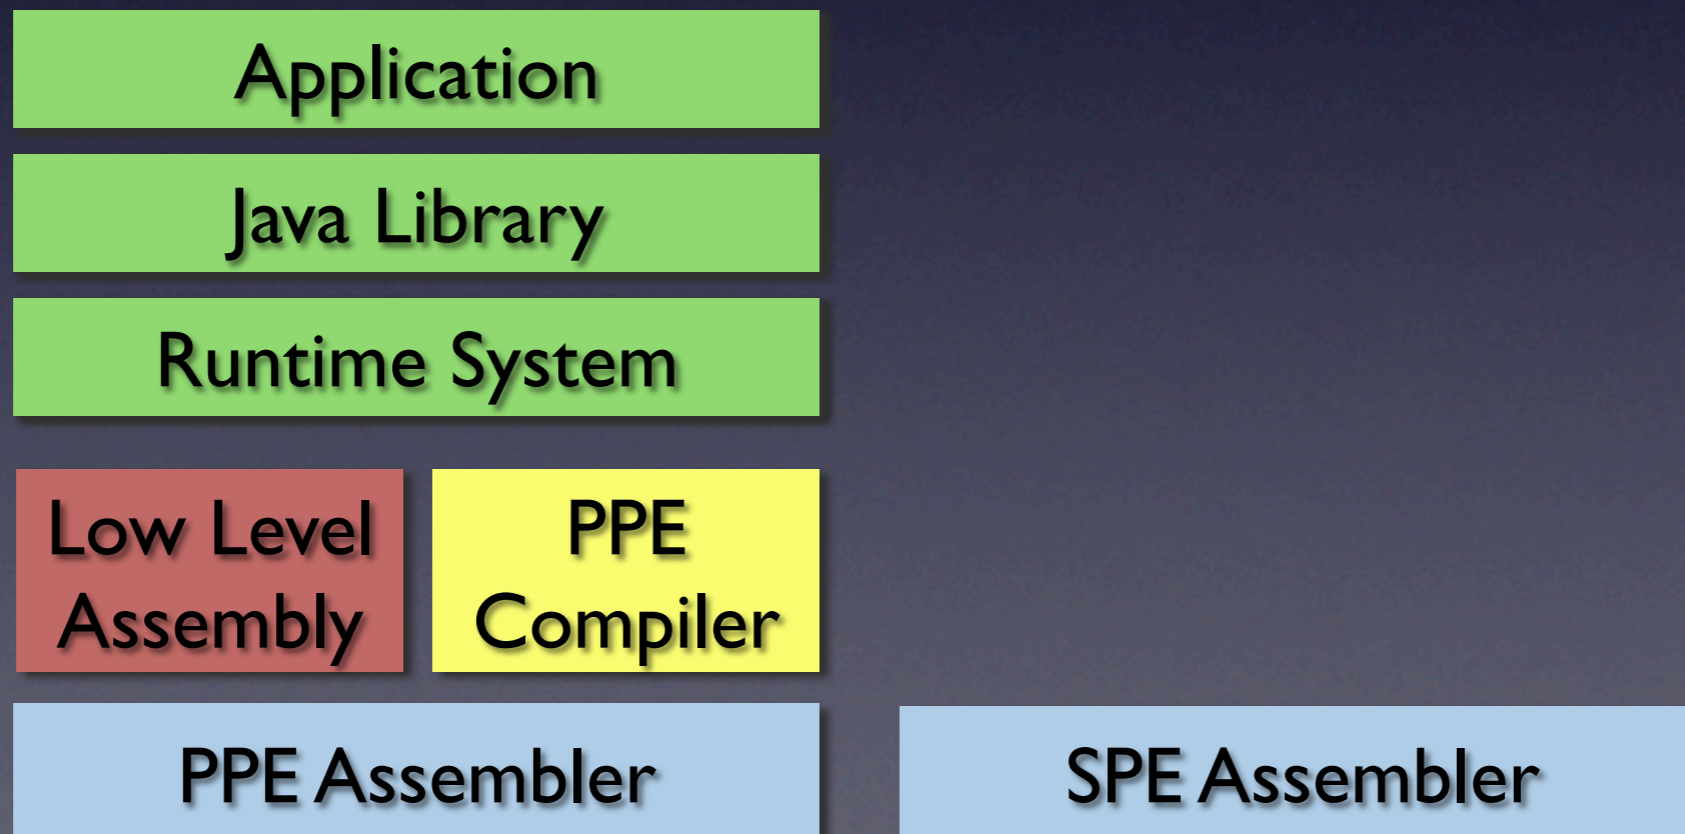 Application
Java Library
Runtime System
Low Level
Assembly
PPE
Compiler
PPE Assembler
SPE Assembler